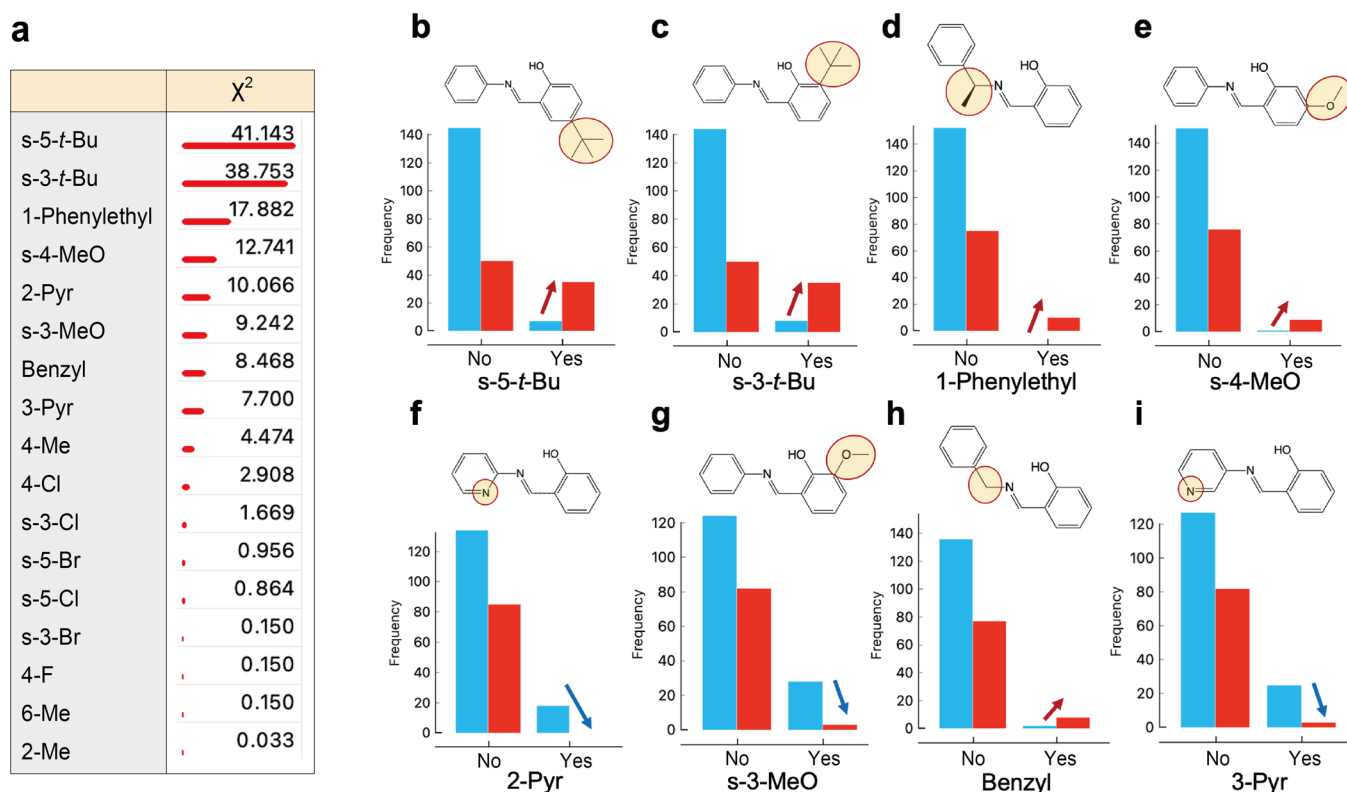 a
χ2
s-5-t-Bu 41.143
s-3-t-Bu 38.753
1-Phenylethyl 17.882
s-4-MeO 12.741
2-Pyr 10.066
s-3-MeO 9.242
Benzyl 8.468
3-Pyr 7.700
4-Me 4.474
4-Cl 2.908
s-3-Cl 1.669
s-5-Br 0.956
s-5-Cl 0.864
s-3-Br 0.150
4-F 0.150
6-Me 0.150
2-Me 0.033
b
HO
N
Frequency
140
120
100
80
60
40
20
0
No Yes
s-5-t-Bu
c
HO
N
Frequency
140
120
100
80
60
40
20
0
No Yes
s-3-t-Bu
d
HO
N
Frequency
140
120
100
80
60
40
20
0
No Yes
1-Phenylethyl
e
HO
N
O
Frequency
140
120
100
80
60
40
20
0
No Yes
s-4-MeO
f
HO
N
N
Frequency
120
100
80
60
40
20
0
No Yes
2-Pyr
g
HO
O
N
Frequency
120
100
80
60
40
20
0
No Yes
s-3-MeO
h
HO
N
Frequency
140
120
100
80
60
40
20
0
No Yes
Benzyl
i
HO
N
N
Frequency
120
100
80
60
40
20
0
No Yes
3-Pyr